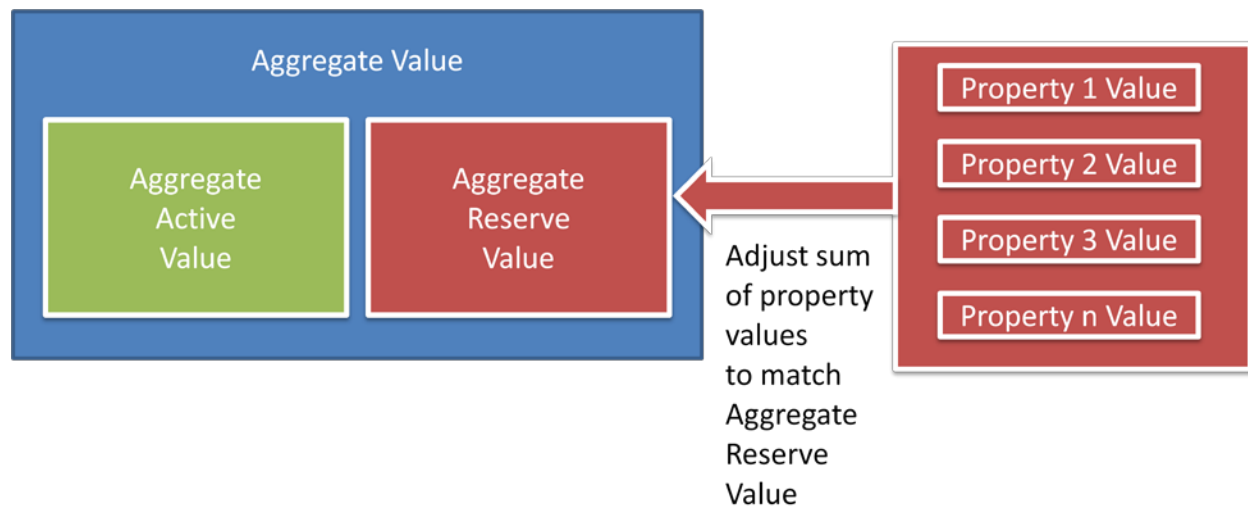 Aggregate Value
Aggregate
Active
Value
Aggregate
Reserve
Value
Adjust sum
of property
values
to match
Aggregate
Reserve
Value
Property 1 Value
Property 2 Value
Property 3 Value
Property n Value